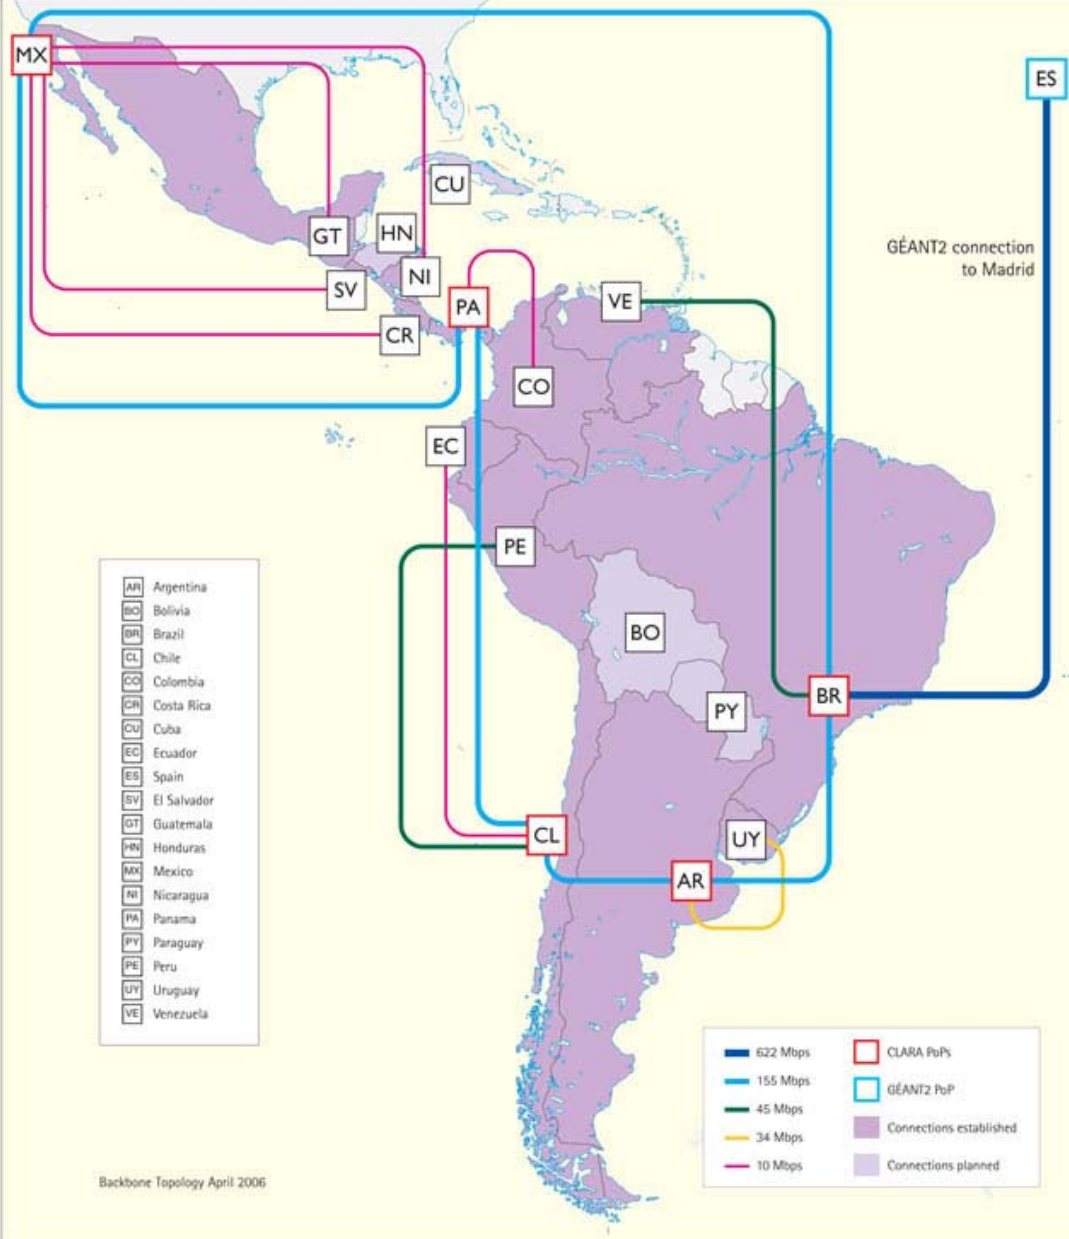 MX
ES
CU
GT
HN
GÉANT2 connection
to Madrid
NI
SV
PA
VE
CR
CO
EC
PE
BO
BR
PY
CL
UY
AR
AR Argentina
BO Bolivia
BR Brazil
CL Chile
CO Colombia
CR Costa Rica
CU Cuba
EC Ecuador
ES Spain
SV El Salvador
GT Guatemala
HN Honduras
MX Mexico
NI Nicaragua
PA Panama
PY Paraguay
PE Peru
UY Uruguay
VE Venezuela
622 Mbps
155 Mbps
45 Mbps
34 Mbps
10 Mbps
CLARA PoPs
GÉANT2 PoP
Connections established
Connections planned
Backbone Topology April 2006